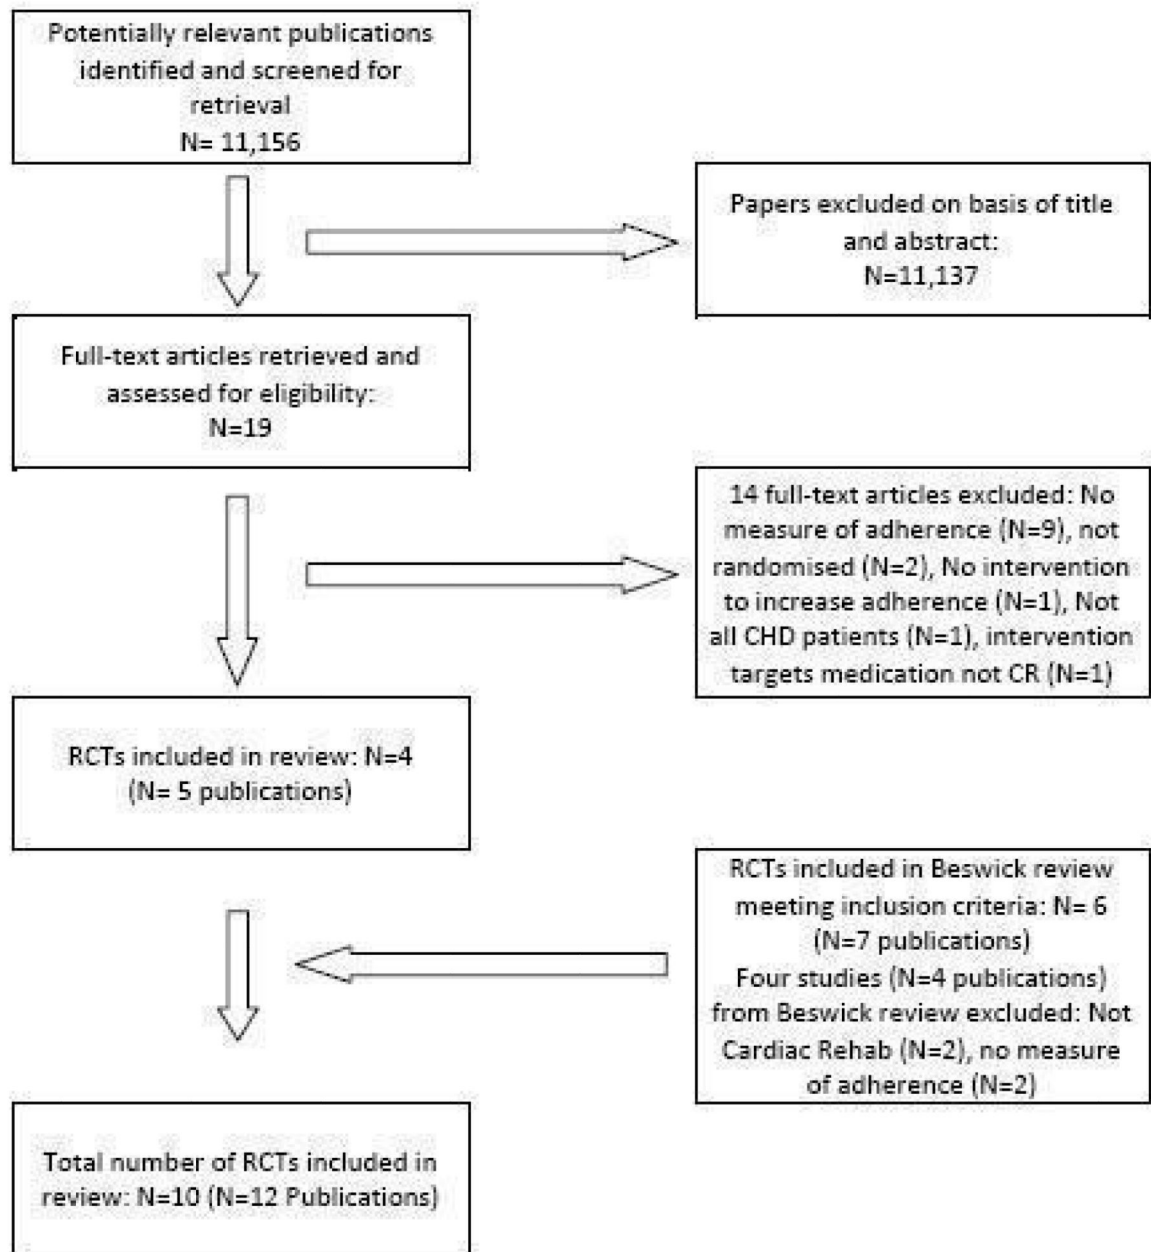 Potentially relevant publications
identified and screened for
retrieval
N= 11,156
Papers excluded on basis of title
and abstract:
N=11,137
Full-text articles retrieved and
assessed for eligibility:
N=19
14 full-text articles excluded: No
measure of adherence (N=9), not
randomised (N=2), No intervention
to increase adherence (N=1), Not
all CHD patients (N=1), intervention
targets medication not CR (N=1)
RCTs included in review: N=4
(N= 5 publications)
RCTs included in Beswick review
meeting inclusion criteria: N= 6
(N=7 publications)
Four studies (N=4 publications)
from Beswick review excluded: Not
Cardiac Rehab (N=2), no measure
of adherence (N=2)
Total number of RCTs included in
review: N=10 (N=12 Publications)